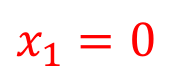 x₁ = 0